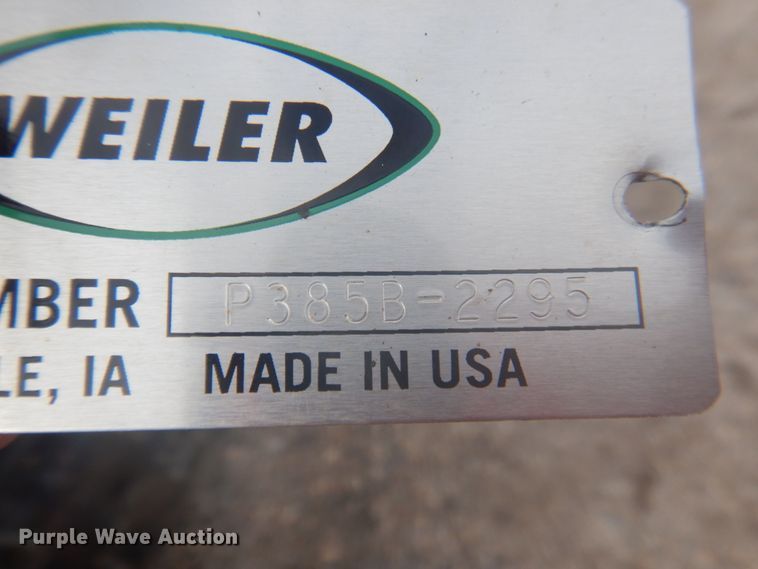 WEILER
MBER P385B-2295
LE, IA MADE IN USA
Purple Wave Auction